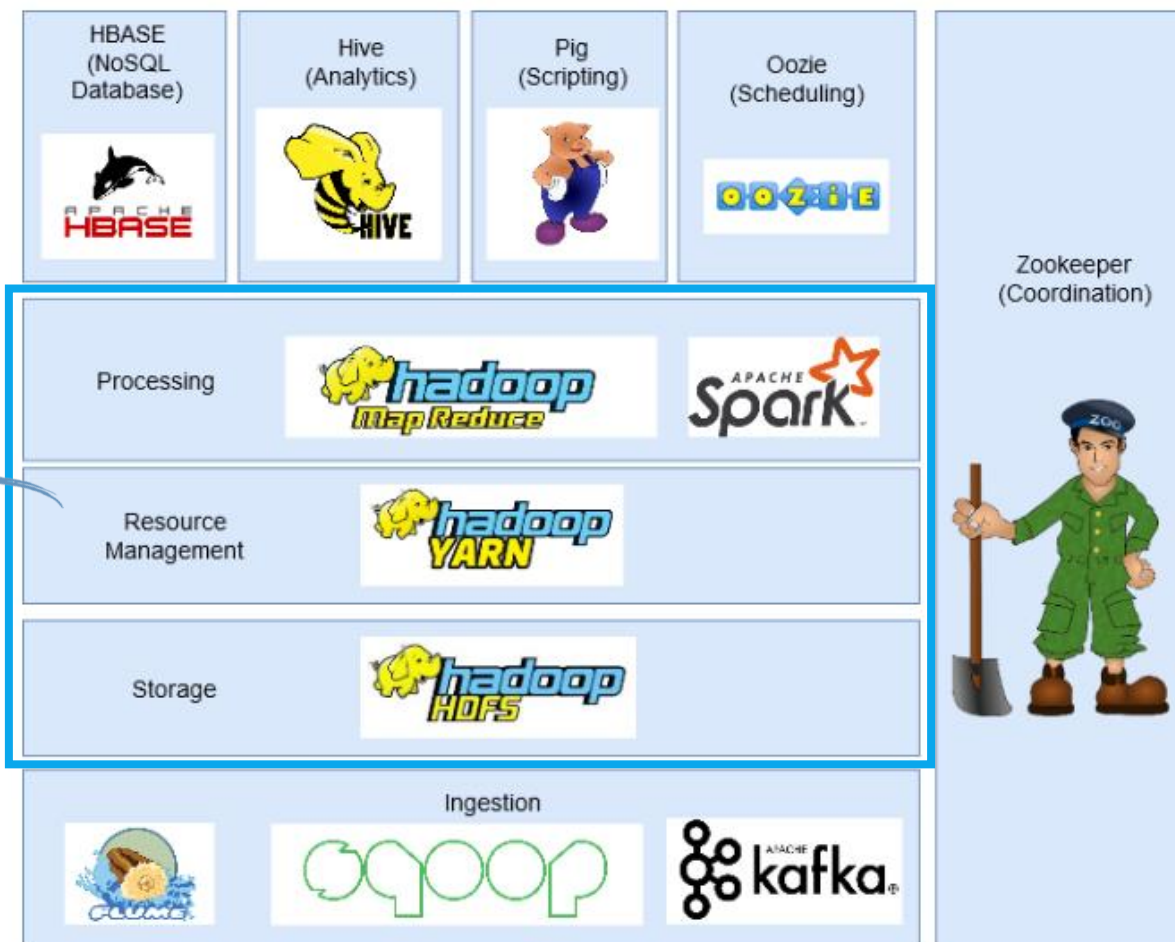 HBASE
(NoSQL
Database)
APACHE
HBASE
Hive
(Analytics)
HIVE
Pig
(Scripting)
Oozie
(Scheduling)
OOZiE
Zookeeper
(Coordination)
ZOO
Processing
hadoop
Map Reduce
APACHE
Spark
Resource
Management
hadoop
YARN
Storage
hadoop
HDFS
Ingestion
FLUME
sqoop
APACHE
kafka